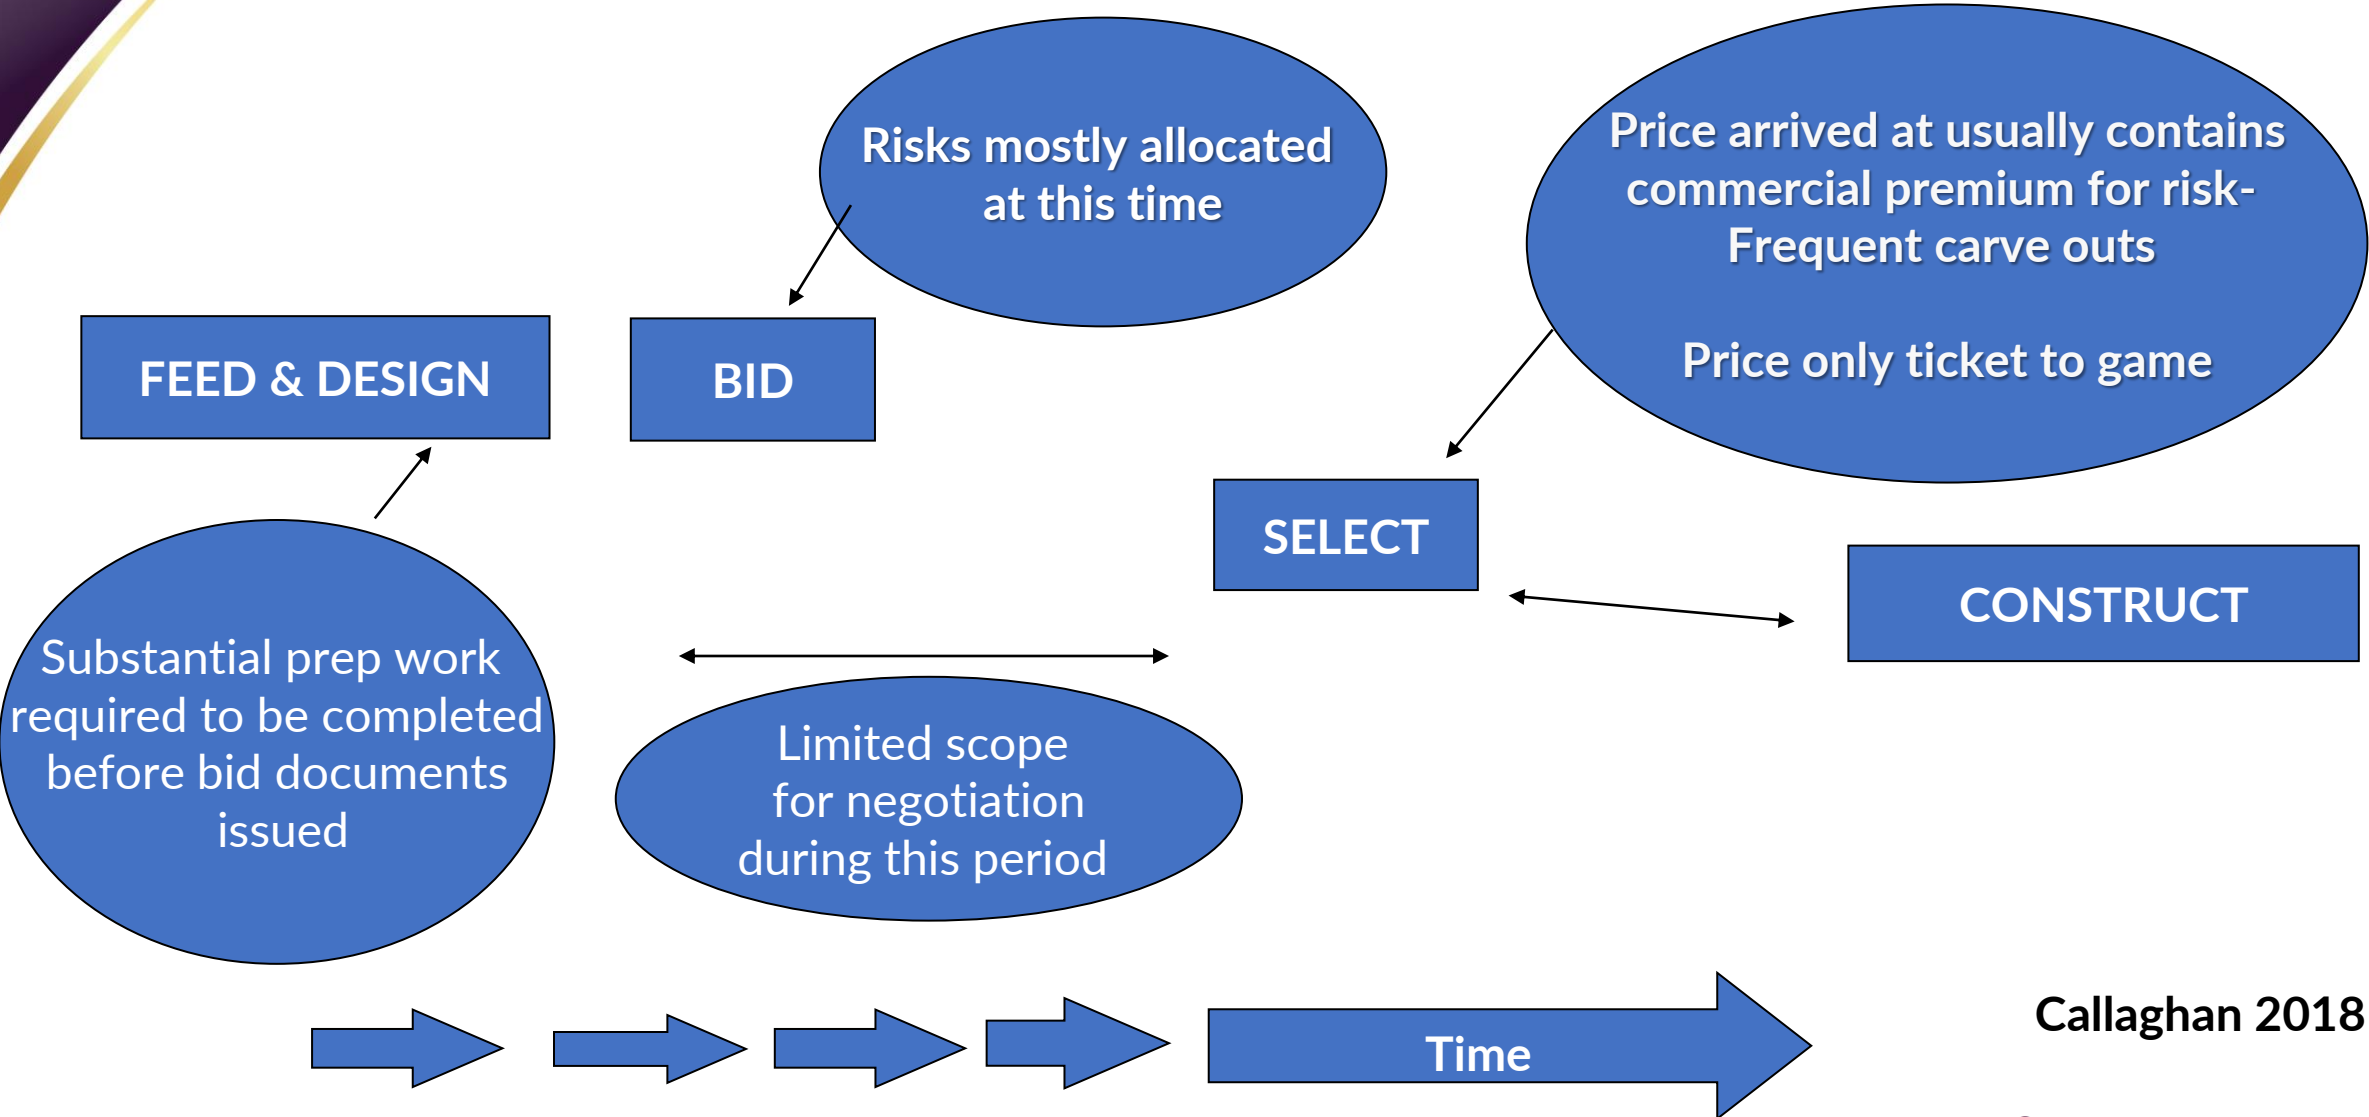 Risks mostly allocated
at this time
Price arrived at usually contains
commercial premium for risk-
Frequent carve outs
Price only ticket to game
FEED & DESIGN
BID
SELECT
CONSTRUCT
Substantial prep work
required to be completed
before bid documents
issued
Limited scope
for negotiation
during this period
Time
Callaghan 2018